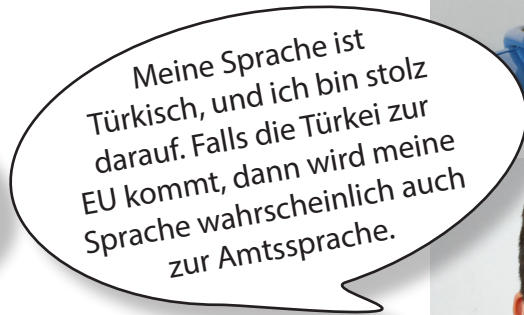 Meine Sprache ist
Türkisch, und ich bin stolz
darauf. Falls die Türkei zur
EU kommt, dann wird meine
Sprache wahrscheinlich auch
zur Amtssprache.